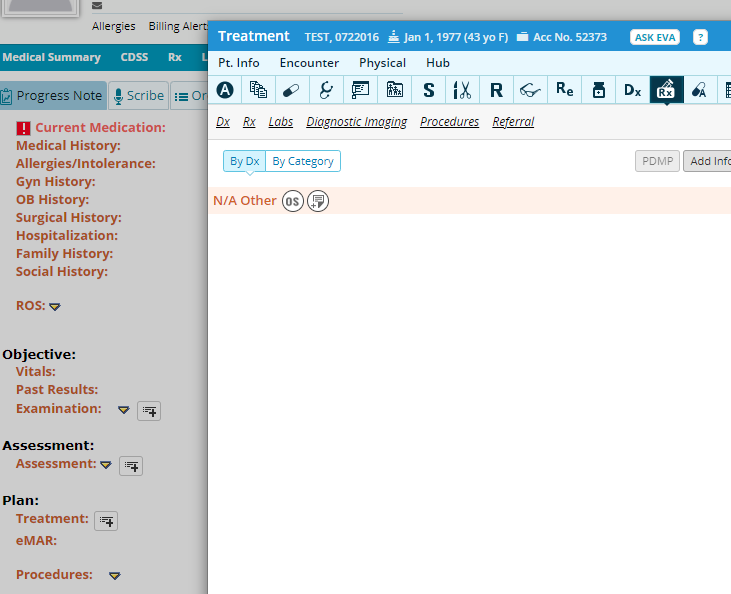 Allergies Billing Alert
Medical Summary CDSS Rx L
Progress Note Scribe Or
! Current Medication:
Medical History:
Allergies/Intolerance:
Gyn History:
OB History:
Surgical History:
Hospitalization:
Family History:
Social History:
ROS:
Objective:
Vitals:
Past Results:
Examination:
Assessment:
Assessment:
Plan:
Treatment:
eMAR:
Procedures:
Treatment TEST, 0722016 Jan 1, 1977 (43 yo F) Acc No. 52373 ASK EVA ?
Pt. Info Encounter Physical Hub
A S R Re Dx Rx A
Dx Rx Labs Diagnostic Imaging Procedures Referral
By Dx By Category PDMP Add Info
N/A Other OS